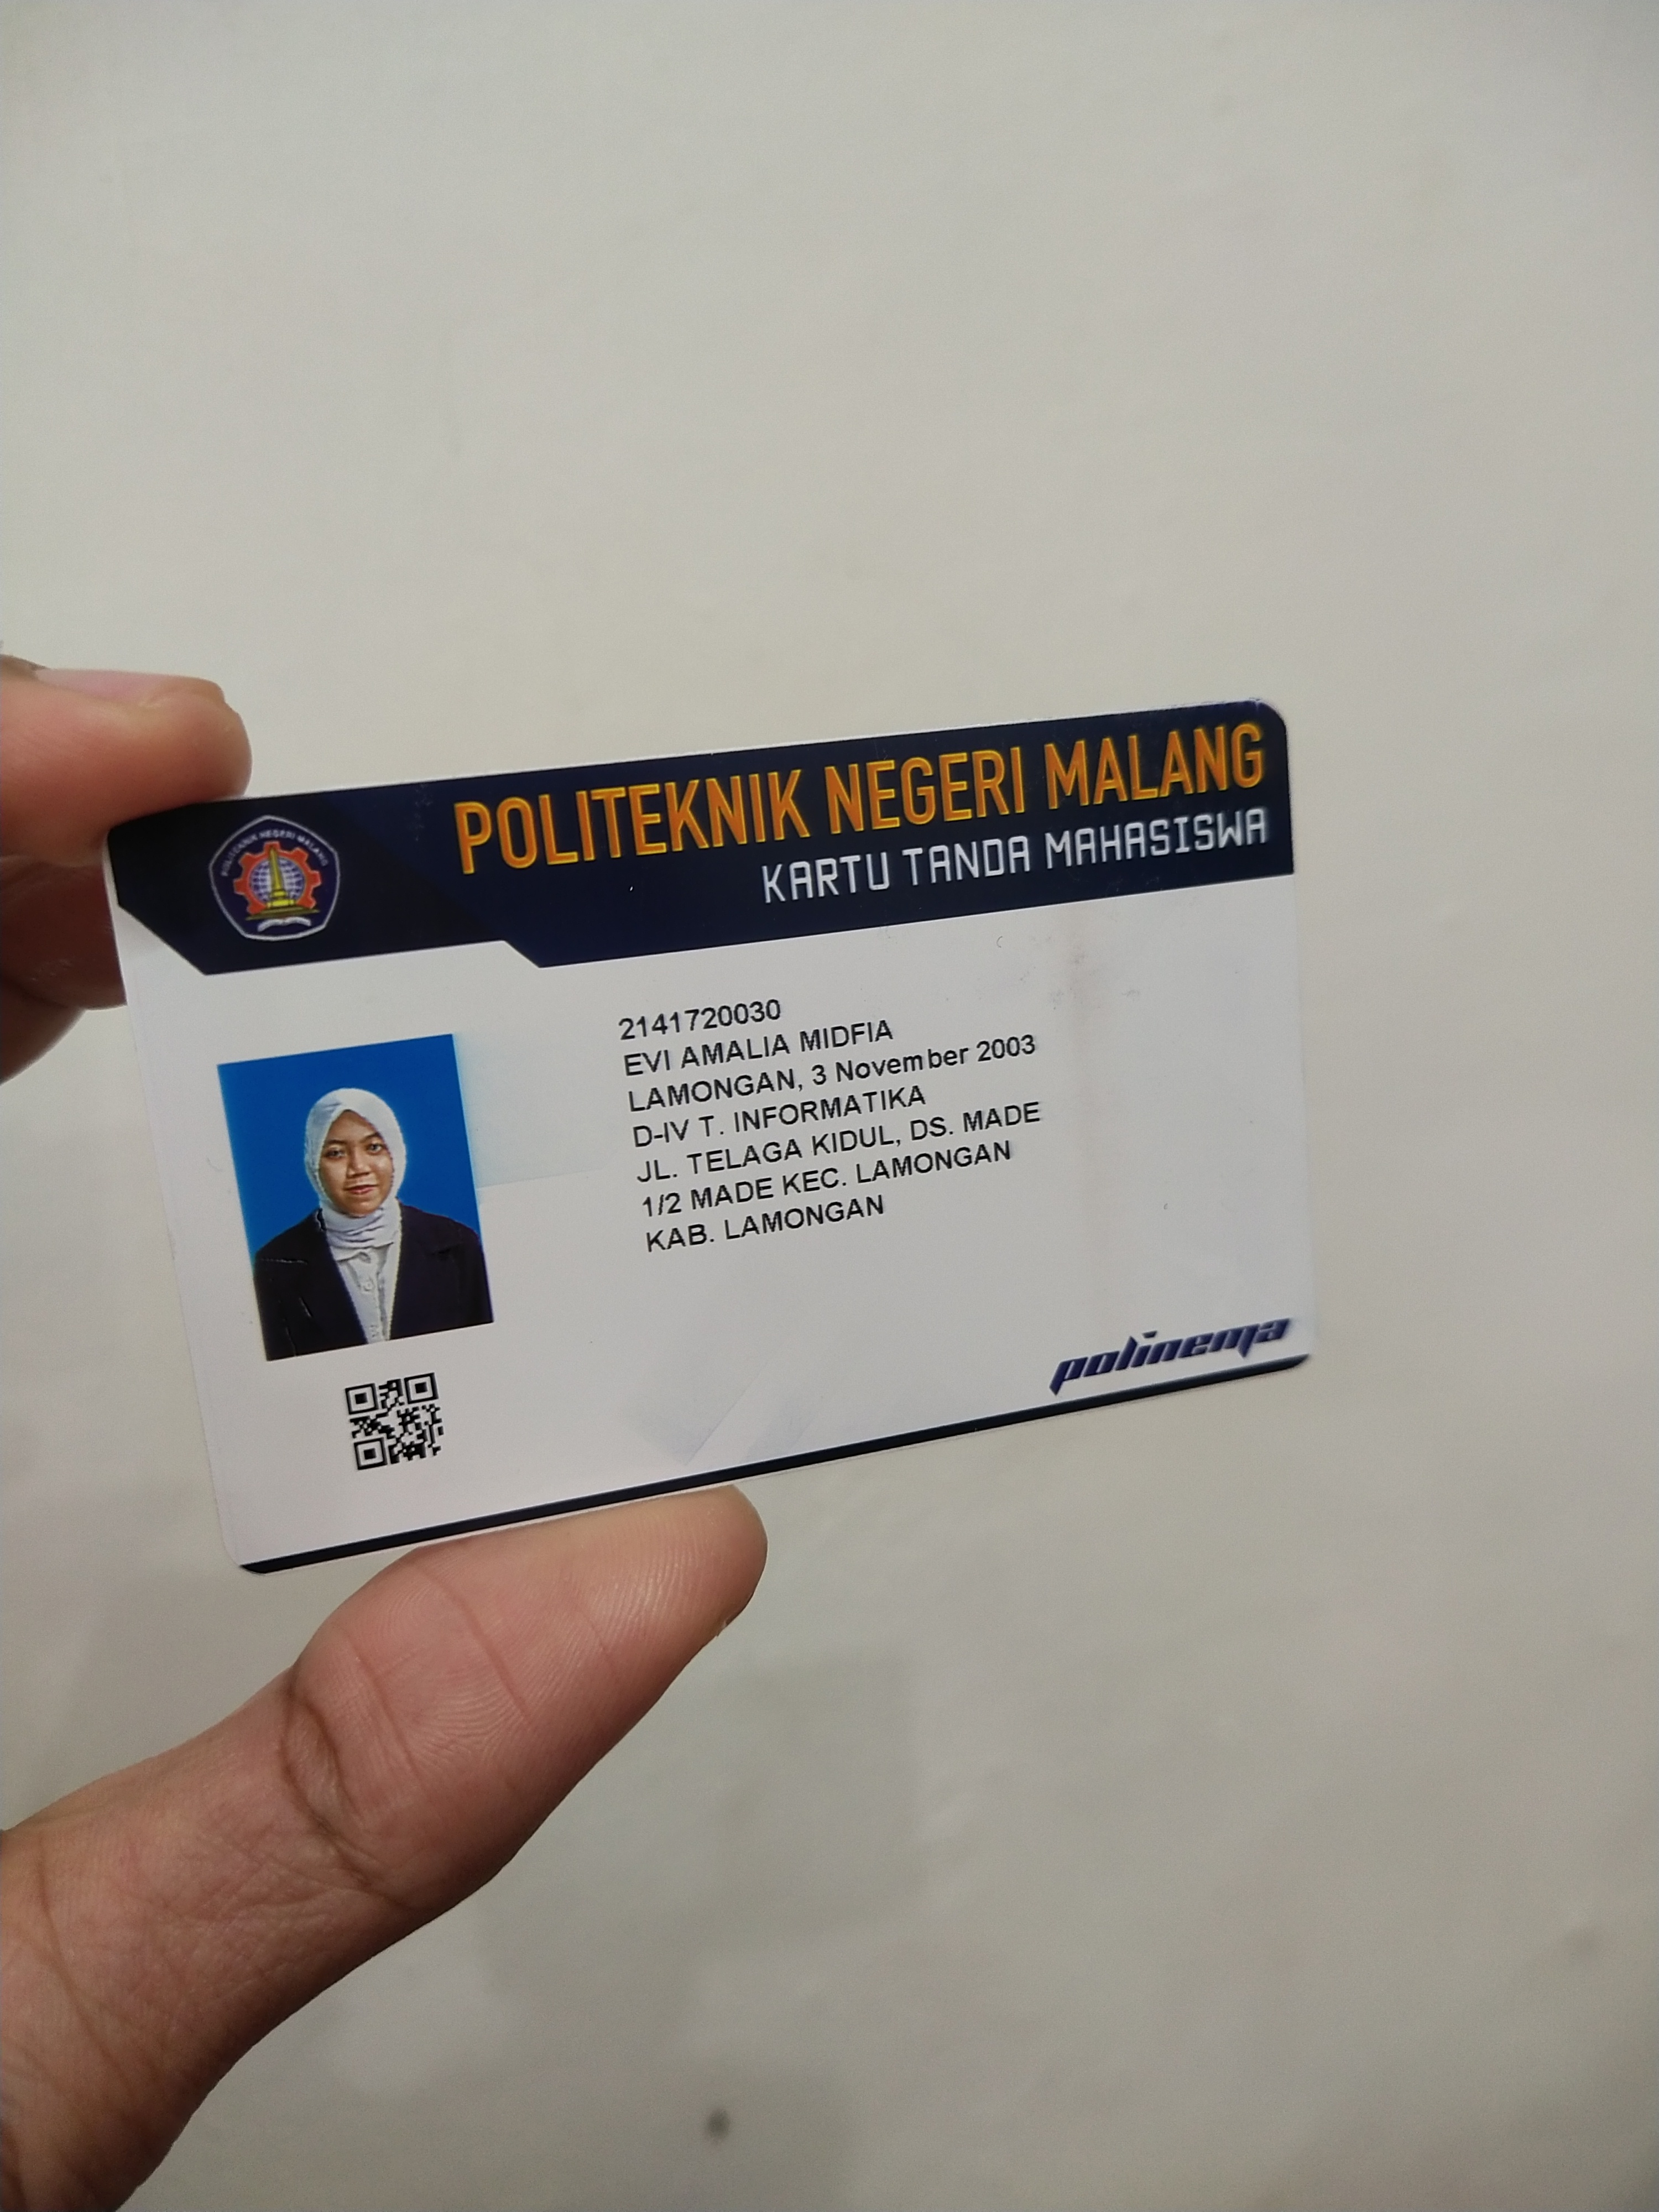 POLITEKNIK NEGERI MALANG
KARTU TANDA MAHASISWA
POLITEKNIK NEGERI MALANG
2141720030
EVI AMALIA MIDFIA
LAMONGAN, 3 November 2003
D-IV T. INFORMATIKA
JL. TELAGA KIDUL, DS. MADE
1/2 MADE KEC. LAMONGAN
KAB. LAMONGAN
polinema